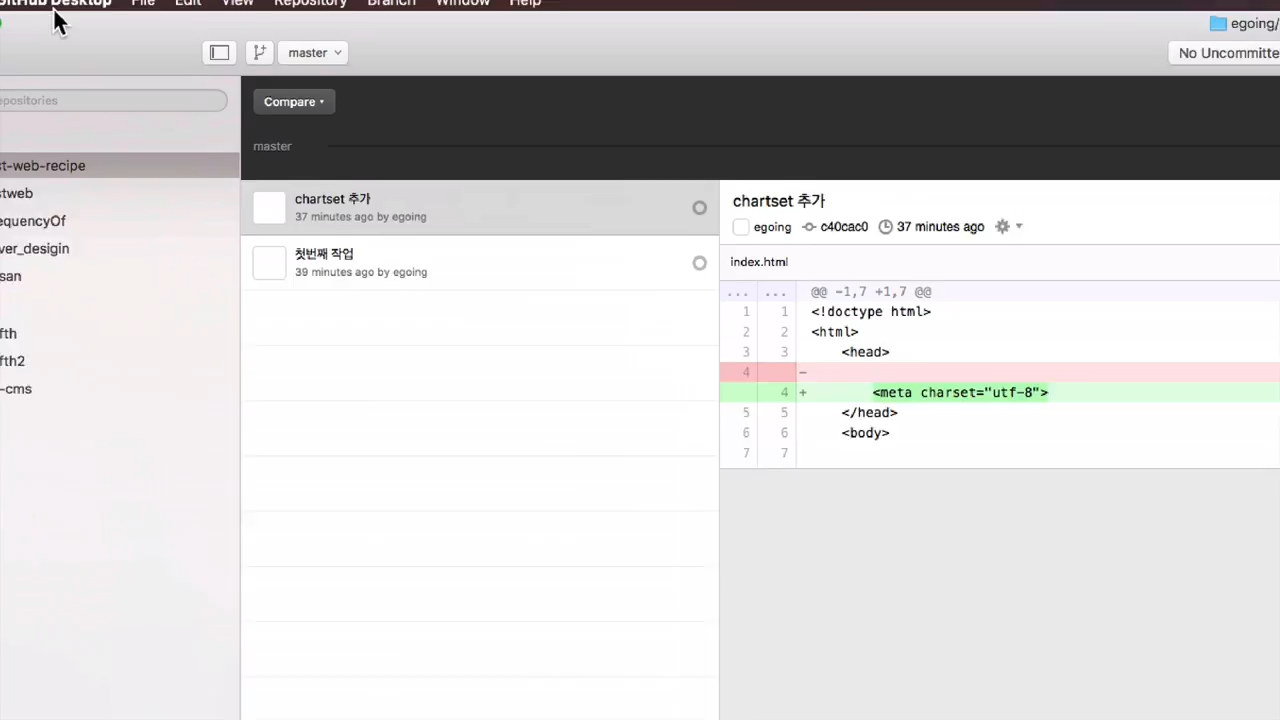 GitHub Desktop File Edit View Repository Branch Window Help
egoing/
master
No Uncommitte
epositories
Compare
master
st-web-recipe
stweb
equencyOf
ver_desigin
san
fth
fth2
-cms
chartset 추가
37 minutes ago by egoing
첫번째 작업
39 minutes ago by egoing
chartset 추가
egoing c40cac0 37 minutes ago
index.html
... ... @@ -1,7 +1,7 @@
1 1 <!doctype html>
2 2 <html>
3 3 <head>
4 -
4 + <meta charset="utf-8">
5 5 </head>
6 6 <body>
7 7